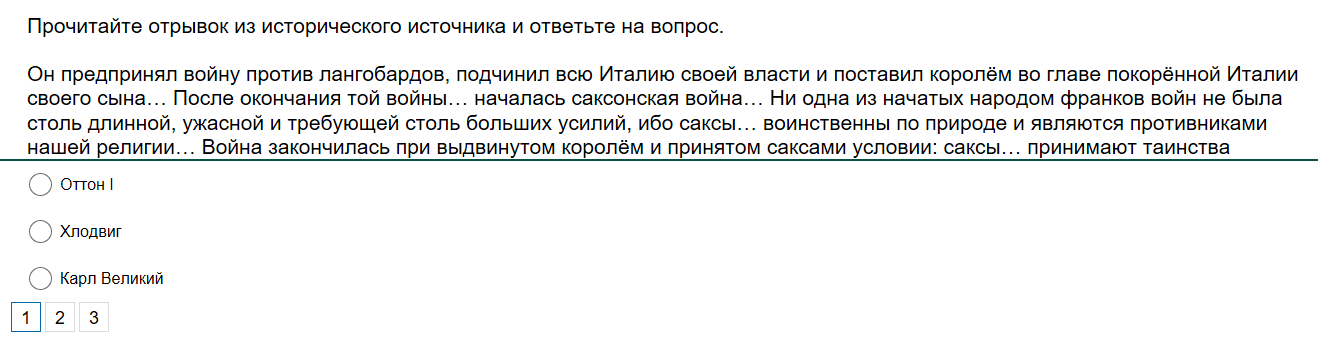 Прочитайте отрывок из исторического источника и ответьте на вопрос.
Он предпринял войну против лангобардов, подчинил всю Италию своей власти и поставил королём во главе покорённой Италии
своего сына… После окончания той войны… началась саксонская война… Ни одна из начатых народом франков войн не была
столь длинной, ужасной и требующей столь больших усилий, ибо саксы… воинственны по природе и являются противниками
нашей религии… Война закончилась при выдвинутом королём и принятом саксами условии: саксы… принимают таинства
Оттон I
Хлодвиг
Карл Великий
1 2 3